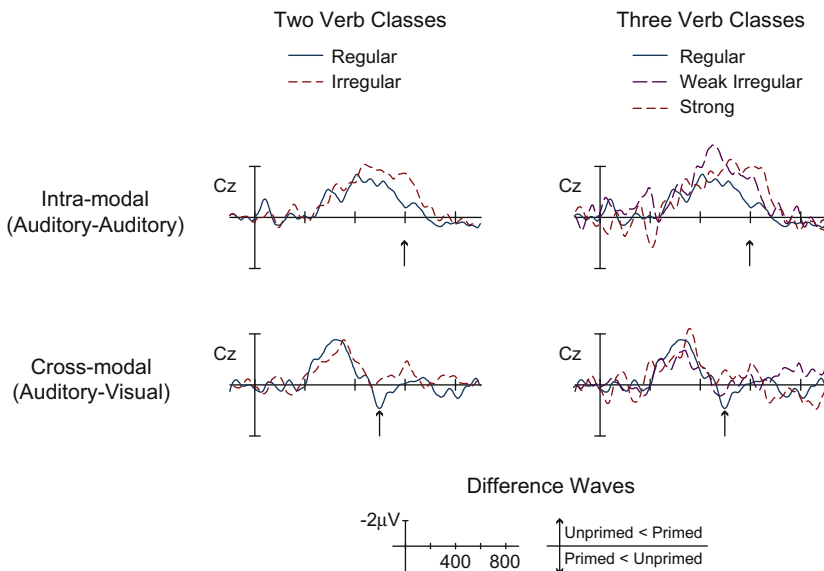 Two Verb Classes
Three Verb Classes
Regular
Irregular
Regular
Weak Irregular
Strong
Intra-modal
(Auditory-Auditory)
Cz
Cz
Cross-modal
(Auditory-Visual)
Cz
Cz
Difference Waves
-2μV
400 800
Unprimed < Primed
Primed < Unprimed